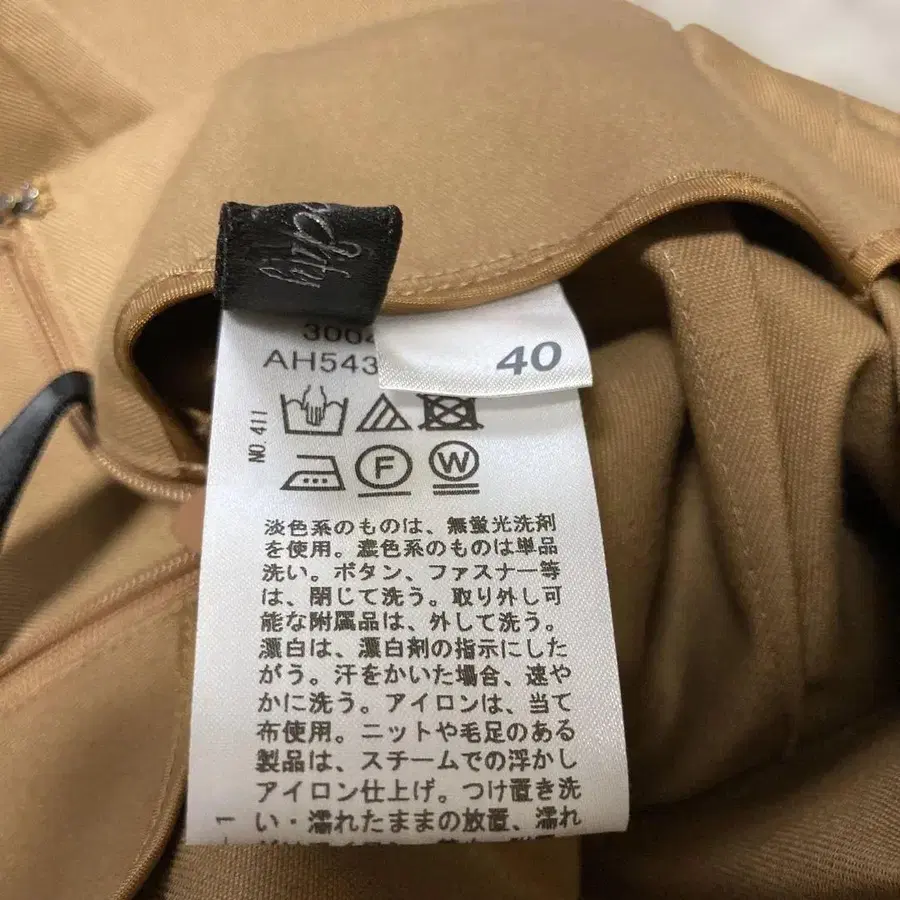 3004
AH543
40
NO.411
F
W
淡色系のものは、無蛍光洗剤
を使用。濃色系のものは単品
洗い。ボタン、ファスナー等
は、閉じて洗う。取り外し可
能な附属品は、外して洗う。
漂白は、漂白剤の指示にした
がう。汗をかいた場合、速や
かに洗う。アイロンは、当て
布使用。ニットや毛足のある
製品は、スチームでの浮かし
アイロン仕上げ。つけ置き洗
い・濡れたままの放置、濡れ
1